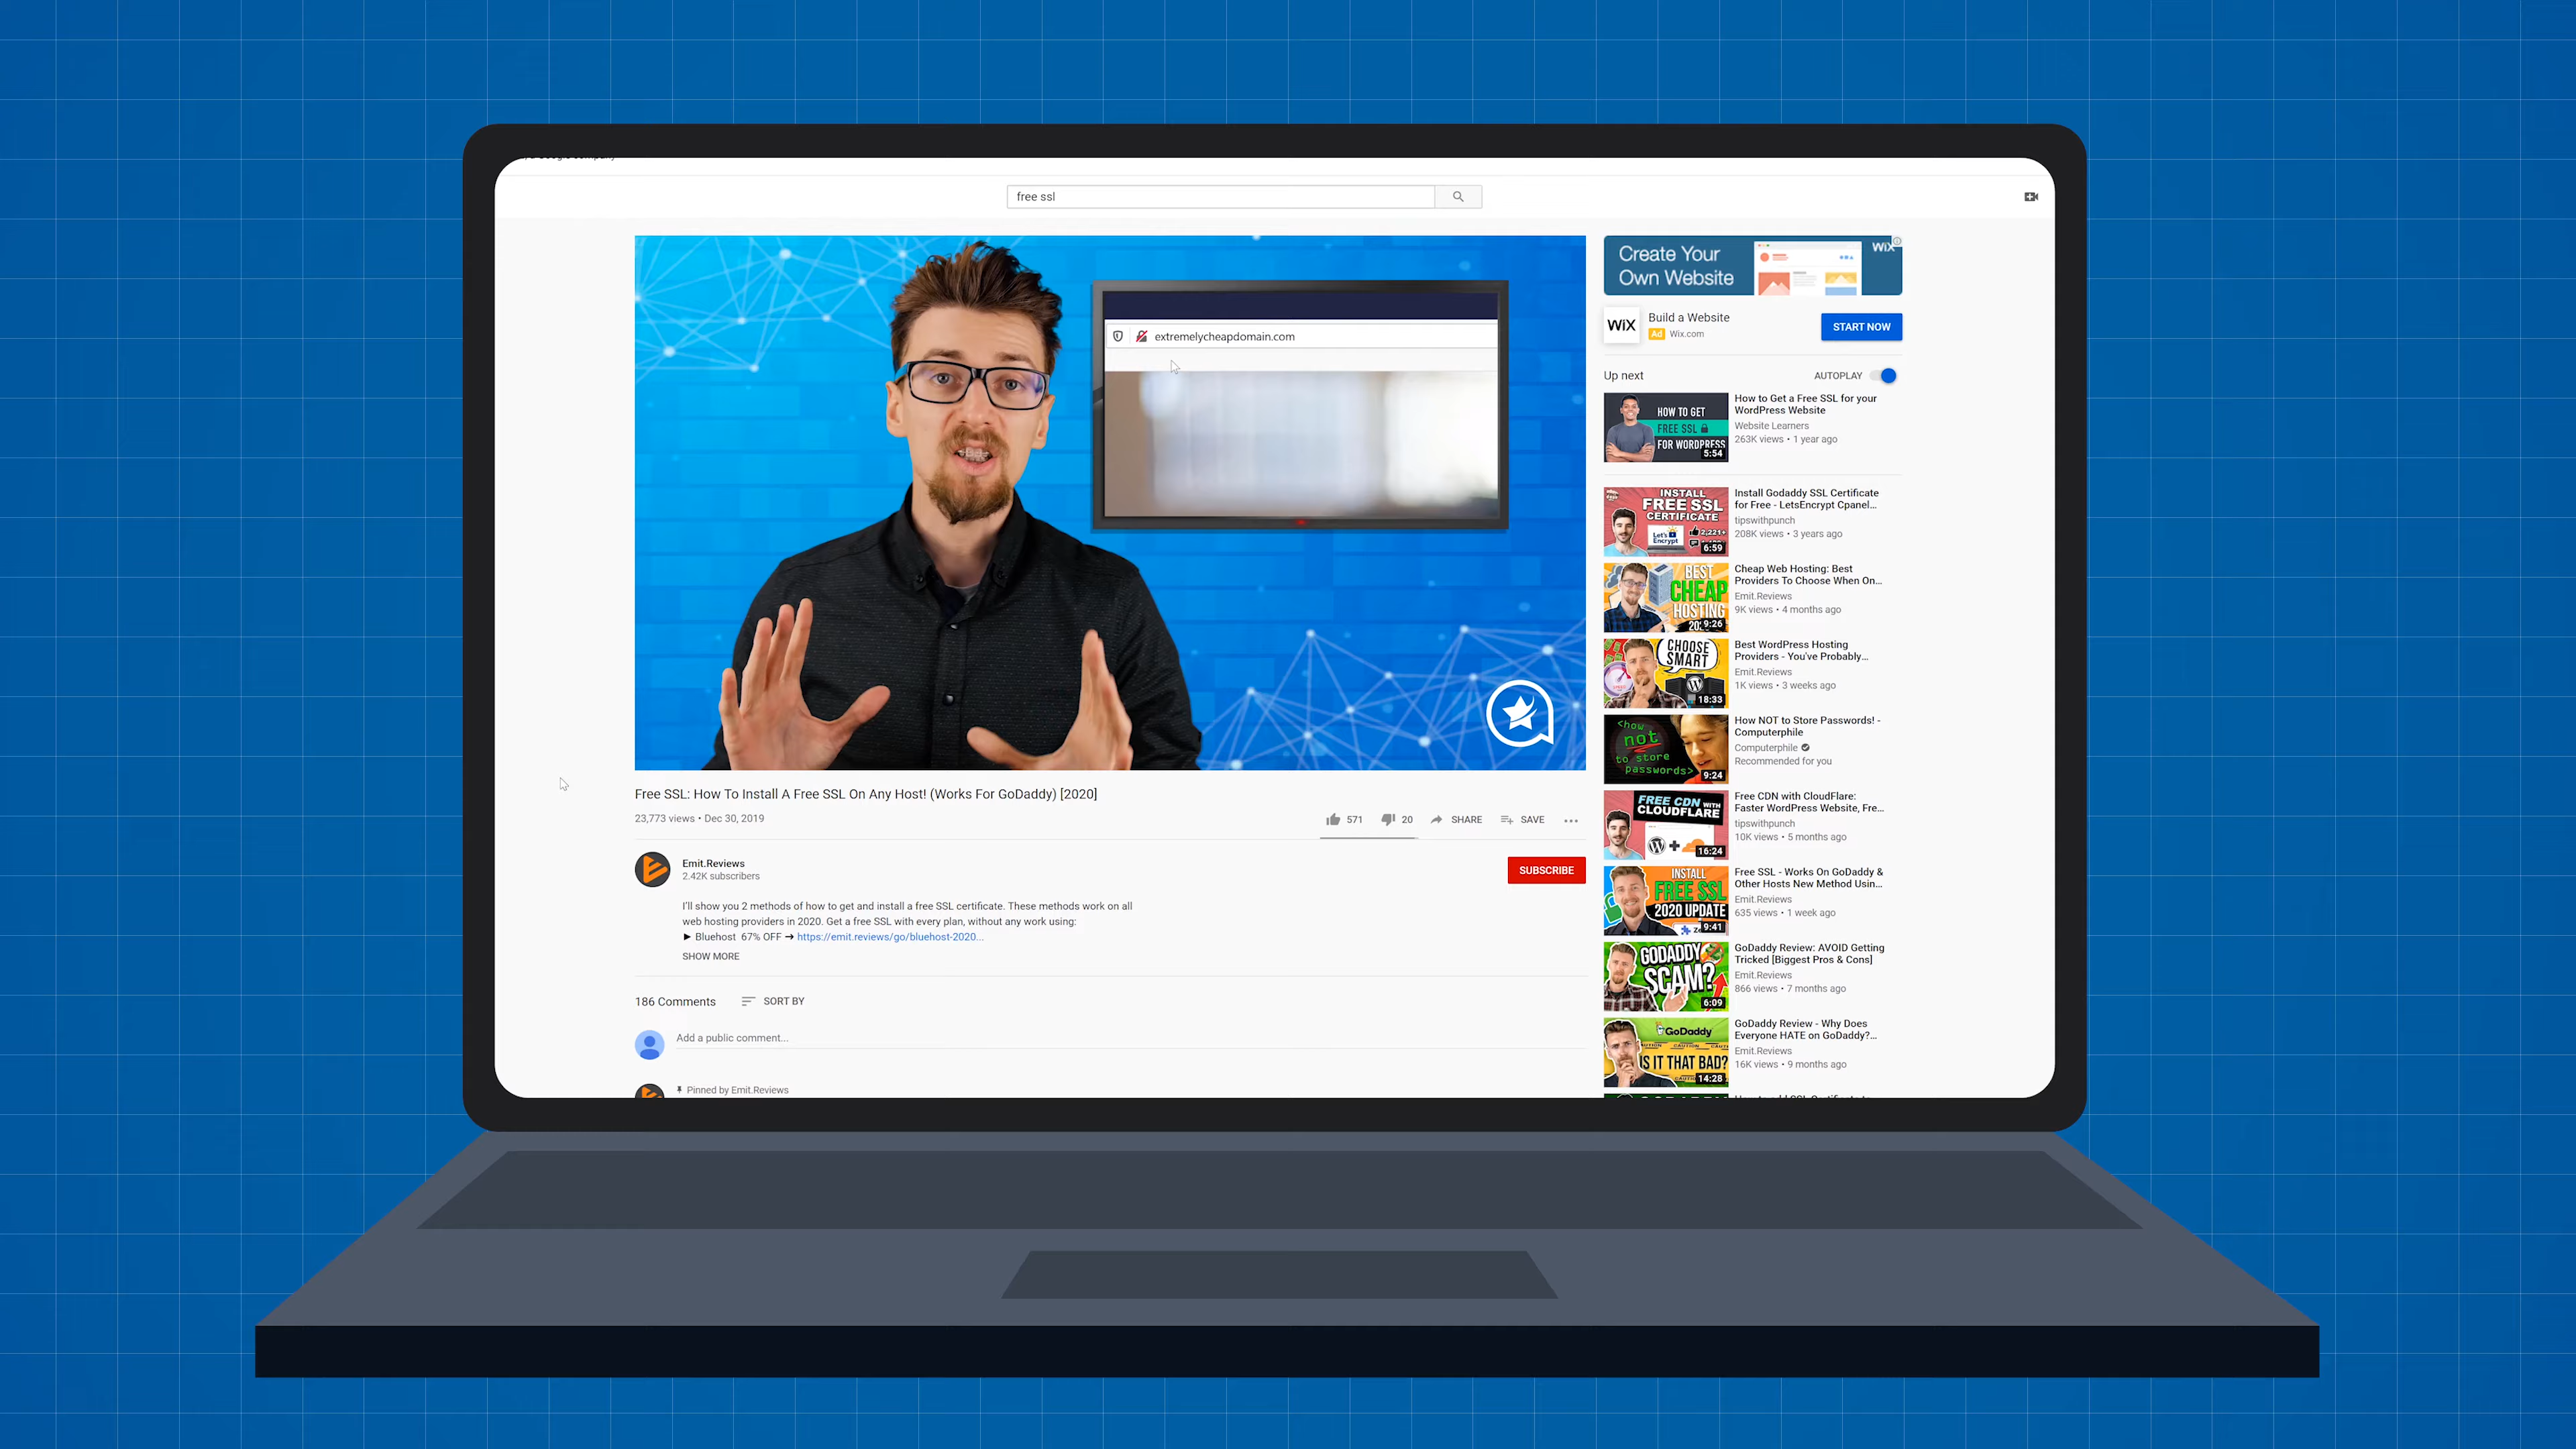 a Google company
free ssl
extremelycheapdomain.com
Create Your
Own Website
WiX
WiX
Build a Website
Ad Wix.com
START NOW
Up next
AUTOPLAY
HOW TO GET
FREE SSL
FOR WORDPRESS
5:54
How to Get a Free SSL for your
WordPress Website
Website Learners
263K views • 1 year ago
INSTALL
FREE SSL
CERTIFICATE
Let's
Encrypt
2,221+
6:59
Install Godaddy SSL Certificate
for Free - LetsEncrypt Cpanel...
tipswithpunch
208K views • 3 years ago
BEST
CHEAP
HOSTING
9:26
Cheap Web Hosting: Best
Providers To Choose When On...
Emit.Reviews
9K views • 4 months ago
CHOOSE
SMART
18:33
Best WordPress Hosting
Providers - You've Probably...
Emit.Reviews
1K views • 3 weeks ago
<how
not
to store
passwords>
9:24
How NOT to Store Passwords! -
Computerphile
Computerphile
Recommended for you
FREE CDN WITH
CLOUDFLARE
16:24
Free CDN with CloudFlare:
Faster WordPress Website, Fre...
tipswithpunch
10K views • 5 months ago
INSTALL
FREE SSL
2020 UPDATE
9:41
Free SSL - Works On GoDaddy &
Other Hosts New Method Usin...
Emit.Reviews
635 views • 1 week ago
GODADDY
SCAM?
6:09
GoDaddy Review: AVOID Getting
Tricked [Biggest Pros & Cons]
Emit.Reviews
866 views • 7 months ago
GoDaddy
IS IT THAT BAD?
14:28
GoDaddy Review - Why Does
Everyone HATE on GoDaddy?...
Emit.Reviews
16K views • 9 months ago
Free SSL: How To Install A Free SSL On Any Host! (Works For GoDaddy) [2020]
23,773 views • Dec 30, 2019
571
20
SHARE
SAVE
Emit.Reviews
2.42K subscribers
SUBSCRIBE
I'll show you 2 methods of how to get and install a free SSL certificate. These methods work on all
web hosting providers in 2020. Get a free SSL with every plan, without any work using:
► Bluehost 67% OFF → https://emit.reviews/go/bluehost-2020...
SHOW MORE
186 Comments
SORT BY
Add a public comment...
Pinned by Emit.Reviews